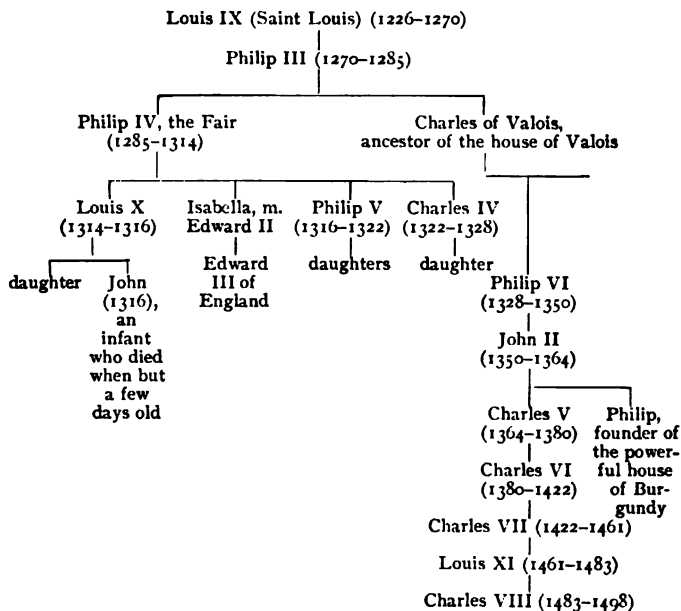 Louis IX (Saint Louis) (1226–1270)
Philip III (1270–1285)
Philip IV, the Fair
(1285–1314)
Charles of Valois,
ancestor of the house of Valois
Louis X
(1314–1316)
Isabella, m.
Edward II
Philip V
(1316–1322)
Charles IV
(1322–1328)
daughter
John
(1316),
an
infant
who died
when but
a few
days old
Edward
III of
England
daughters
daughter
Philip VI
(1328–1350)
John II
(1350–1364)
Charles V
(1364–1380)
Philip,
founder of
the power-
ful house
of Bur-
gundy
Charles VI
(1380–1422)
Charles VII (1422–1461)
Louis XI (1461–1483)
Charles VIII (1483–1498)